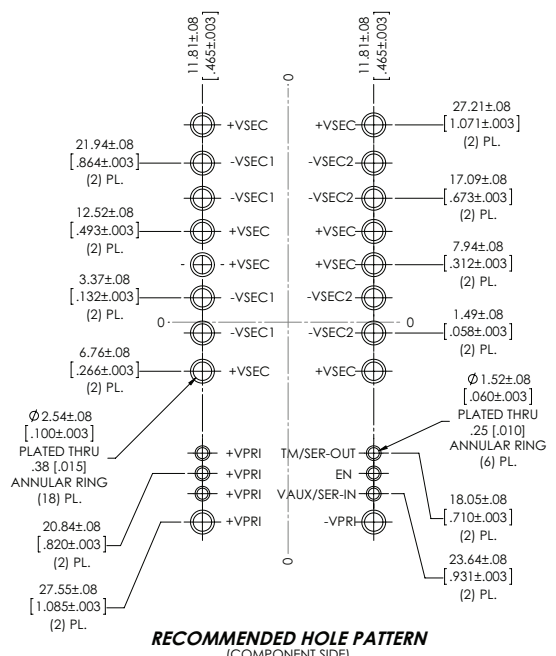 11.81±.08
[.465±.003]
11.81±.08
[.465±.003]
0
+VSEC
+VSEC
27.21±.08
[1.071±.003]
(2) PL.
21.94±.08
[.864±.003]
(2) PL.
-VSEC1
-VSEC2
-VSEC1
-VSEC2
17.09±.08
[.673±.003]
(2) PL.
12.52±.08
[.493±.003]
(2) PL.
+VSEC
+VSEC
+VSEC
+VSEC
7.94±.08
[.312±.003]
(2) PL.
3.37±.08
[.132±.003]
(2) PL.
-VSEC1
-VSEC2
0
0
-VSEC1
-VSEC2
1.49±.08
[.058±.003]
(2) PL.
6.76±.08
[.266±.003]
(2) PL.
+VSEC
+VSEC
Ø 2.54±.08
[.100±.003]
PLATED THRU
.38 [.015]
ANNULAR RING
(18) PL.
Ø 1.52±.08
[.060±.003]
PLATED THRU
.25 [.010]
ANNULAR RING
(6) PL.
+VPRI
TM/SER-OUT
+VPRI
EN
+VPRI
VAUX/SER-IN
+VPRI
-VPRI
20.84±.08
[.820±.003]
(2) PL.
18.05±.08
[.710±.003]
(2) PL.
27.55±.08
[1.085±.003]
(2) PL.
23.64±.08
[.931±.003]
(2) PL.
0
RECOMMENDED HOLE PATTERN
(COMPONENT SIDE)